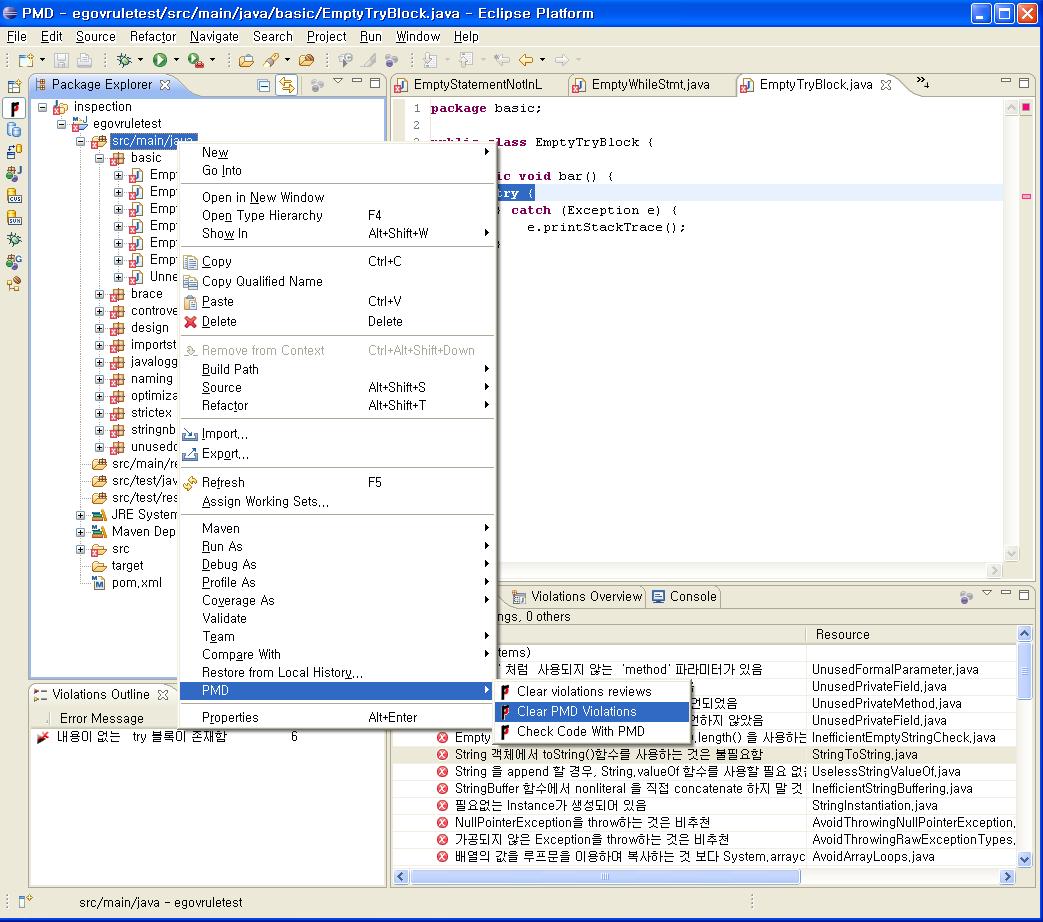 PMD - egovruletest/src/main/java/basic/EmptyTryBlock.java - Eclipse Platform
File Edit Source Refactor Navigate Search Project Run Window Help
Package Explorer
inspection
egovruletest
src/main/java
basic
Empt
Empt
Empt
Empt
Empt
Empt
Unne
brace
controve
design
importst
javalogg
naming
optimiza
strictex
stringnb
unusedc
src/main/re
src/test/jav
src/test/res
JRE System
Maven Dep
src
target
pom.xml
New
Go Into
Open in New Window
Open Type Hierarchy F4
Show In Alt+Shift+W
Copy Ctrl+C
Copy Qualified Name
Paste Ctrl+V
Delete Delete
Remove from Context Ctrl+Alt+Shift+Down
Build Path
Source Alt+Shift+S
Refactor Alt+Shift+T
Import...
Export...
Refresh F5
Assign Working Sets...
Maven
Run As
Debug As
Profile As
Coverage As
Validate
Team
Compare With
Restore from Local History...
PMD
Properties Alt+Enter
Clear violations reviews
Clear PMD Violations
Check Code With PMD
EmptyStatementNotInL EmptyWhileStmt.java EmptyTryBlock.java »4
1 package basic;
2
class EmptyTryBlock {
ic void bar() {
try {
} catch (Exception e) {
e.printStackTrace();
Violations Outline
Error Message
내용이 없는 try 블록이 존재함 6
Violations Overview Console
ngs, 0 others
Resource
tems)
' 처럼 사용되지 않는 'method' 파라미터가 있음 UnusedFormalParameter.java
UnusedPrivateField.java
언되었음 UnusedPrivateMethod.java
언하지 않았음 UnusedPrivateField.java
Empty .length() 을 사용하는 InefficientEmptyStringCheck.java
String 객체에서 toString()함수를 사용하는 것은 불필요함 StringToString.java
String 을 append 할 경우, String.valueOf 함수를 사용할 필요 없 UselessStringValueOf.java
StringBuffer 함수에서 nonliteral 을 직접 concatenate 하지 말 것 InefficientStringBuffering.java
필요없는 Instance가 생성되어 있음 StringInstantiation.java
NullPointerException을 throw하는 것은 비추천 AvoidThrowingNullPointerException.
가공되지 않은 Exception을 throw하는 것은 비추천 AvoidThrowingRawExceptionTypes.
배열의 값을 루프문을 이용하여 복사하는 것 보다 System.arrayc AvoidArrayLoops.java
src/main/java - egovruletest